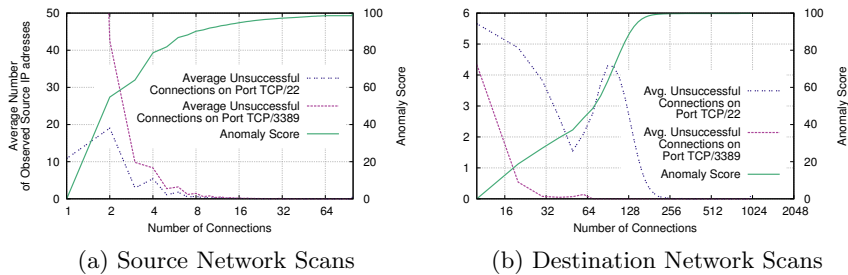 50
40
30
20
10
0
100
80
60
40
20
0
1
2
4
8
16
32
64
Average Number
of Observed Source IP adresses
Anomaly Score
Average Unsuccessful
Connections on Port TCP/22
Average Unsuccessful
Connections on Port TCP/3389
Anomaly Score
Number of Connections
(a) Source Network Scans
6
5
4
3
2
1
0
100
80
60
40
20
0
16
32
64
128
256
512
1024
2048
Anomaly Score
Avg. Unsuccessful
Connections on
Port TCP/22
Avg. Unsuccessful
Connections on
Port TCP/3389
Anomaly Score
Number of Connections
(b) Destination Network Scans